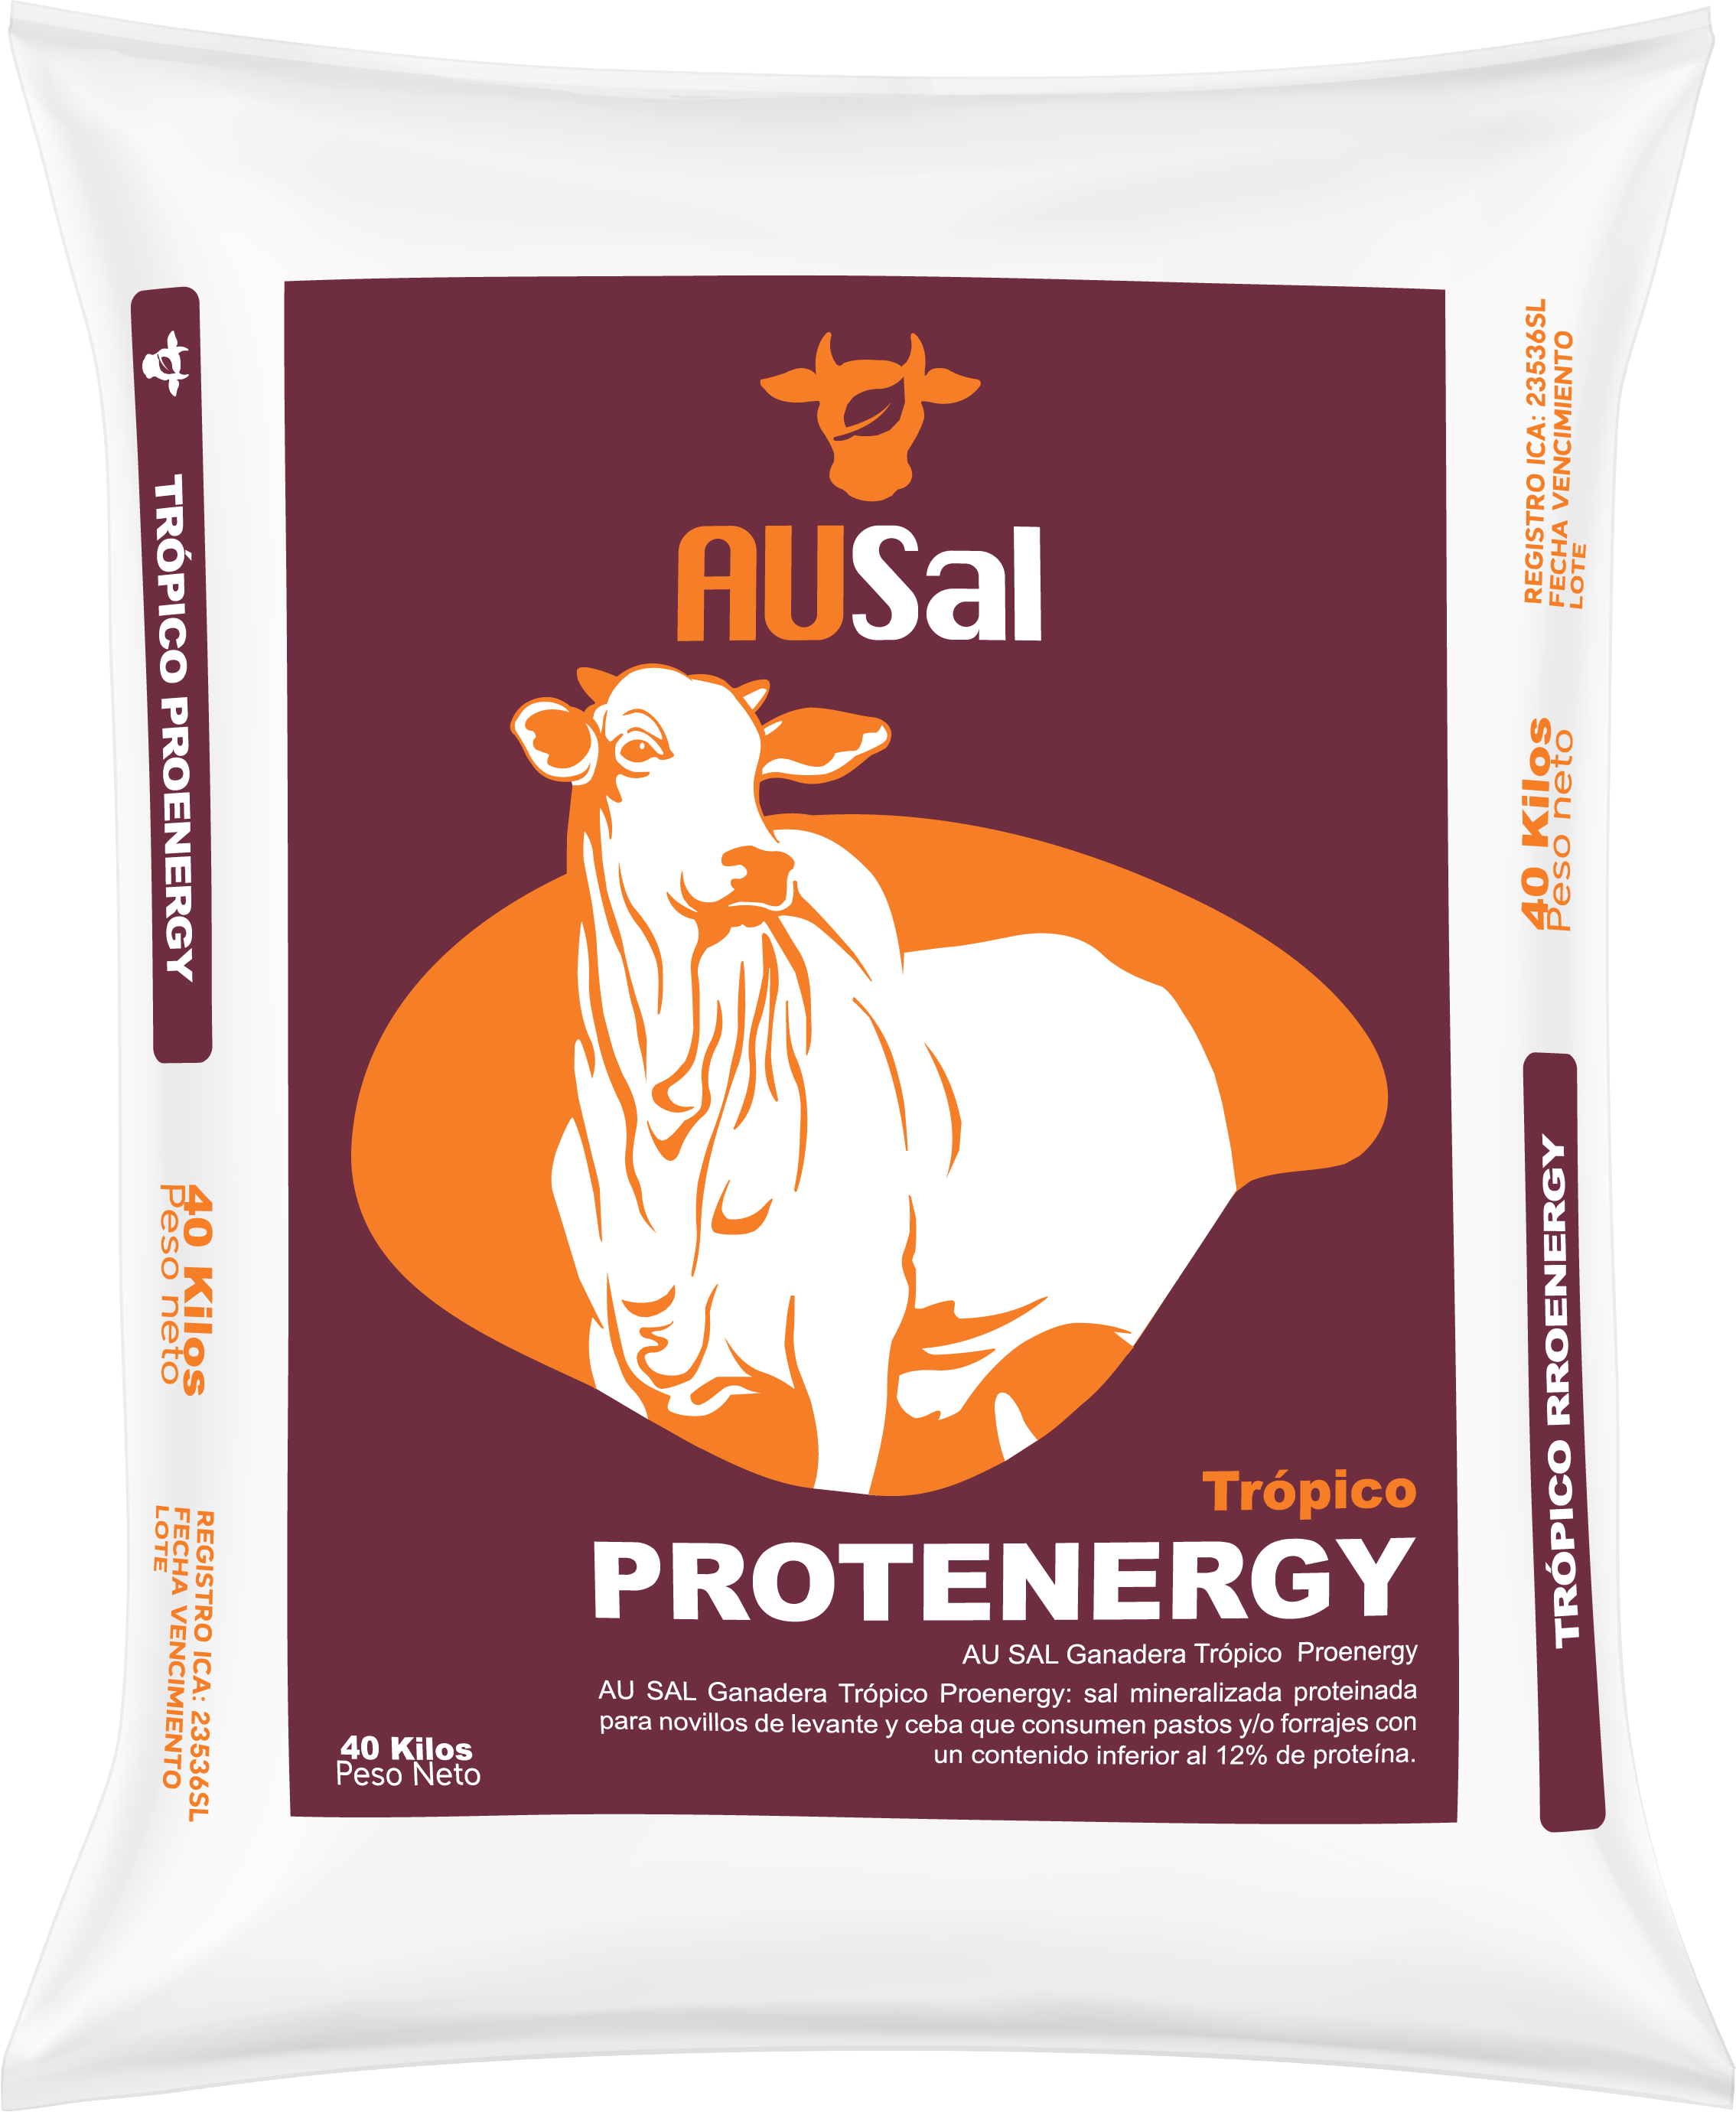 AUSal
Trópico
PROTENERGY
AU SAL Ganadera Trópico Proenergy
AU SAL Ganadera Trópico Proenergy: sal mineralizada proteinada
para novillos de levante y ceba que consumen pastos y/o forrajes con
un contenido inferior al 12% de proteína.
40 Kilos
Peso Neto
TRÓPICO PROENERGY
40 Kilos
Peso neto
REGISTRO ICA: 23536SL
FECHA VENCIMIENTO
LOTE
REGISTRO ICA: 23536SL
FECHA VENCIMIENTO
LOTE
40 Kilos
Peso neto
TRÓPICO RROENERGY